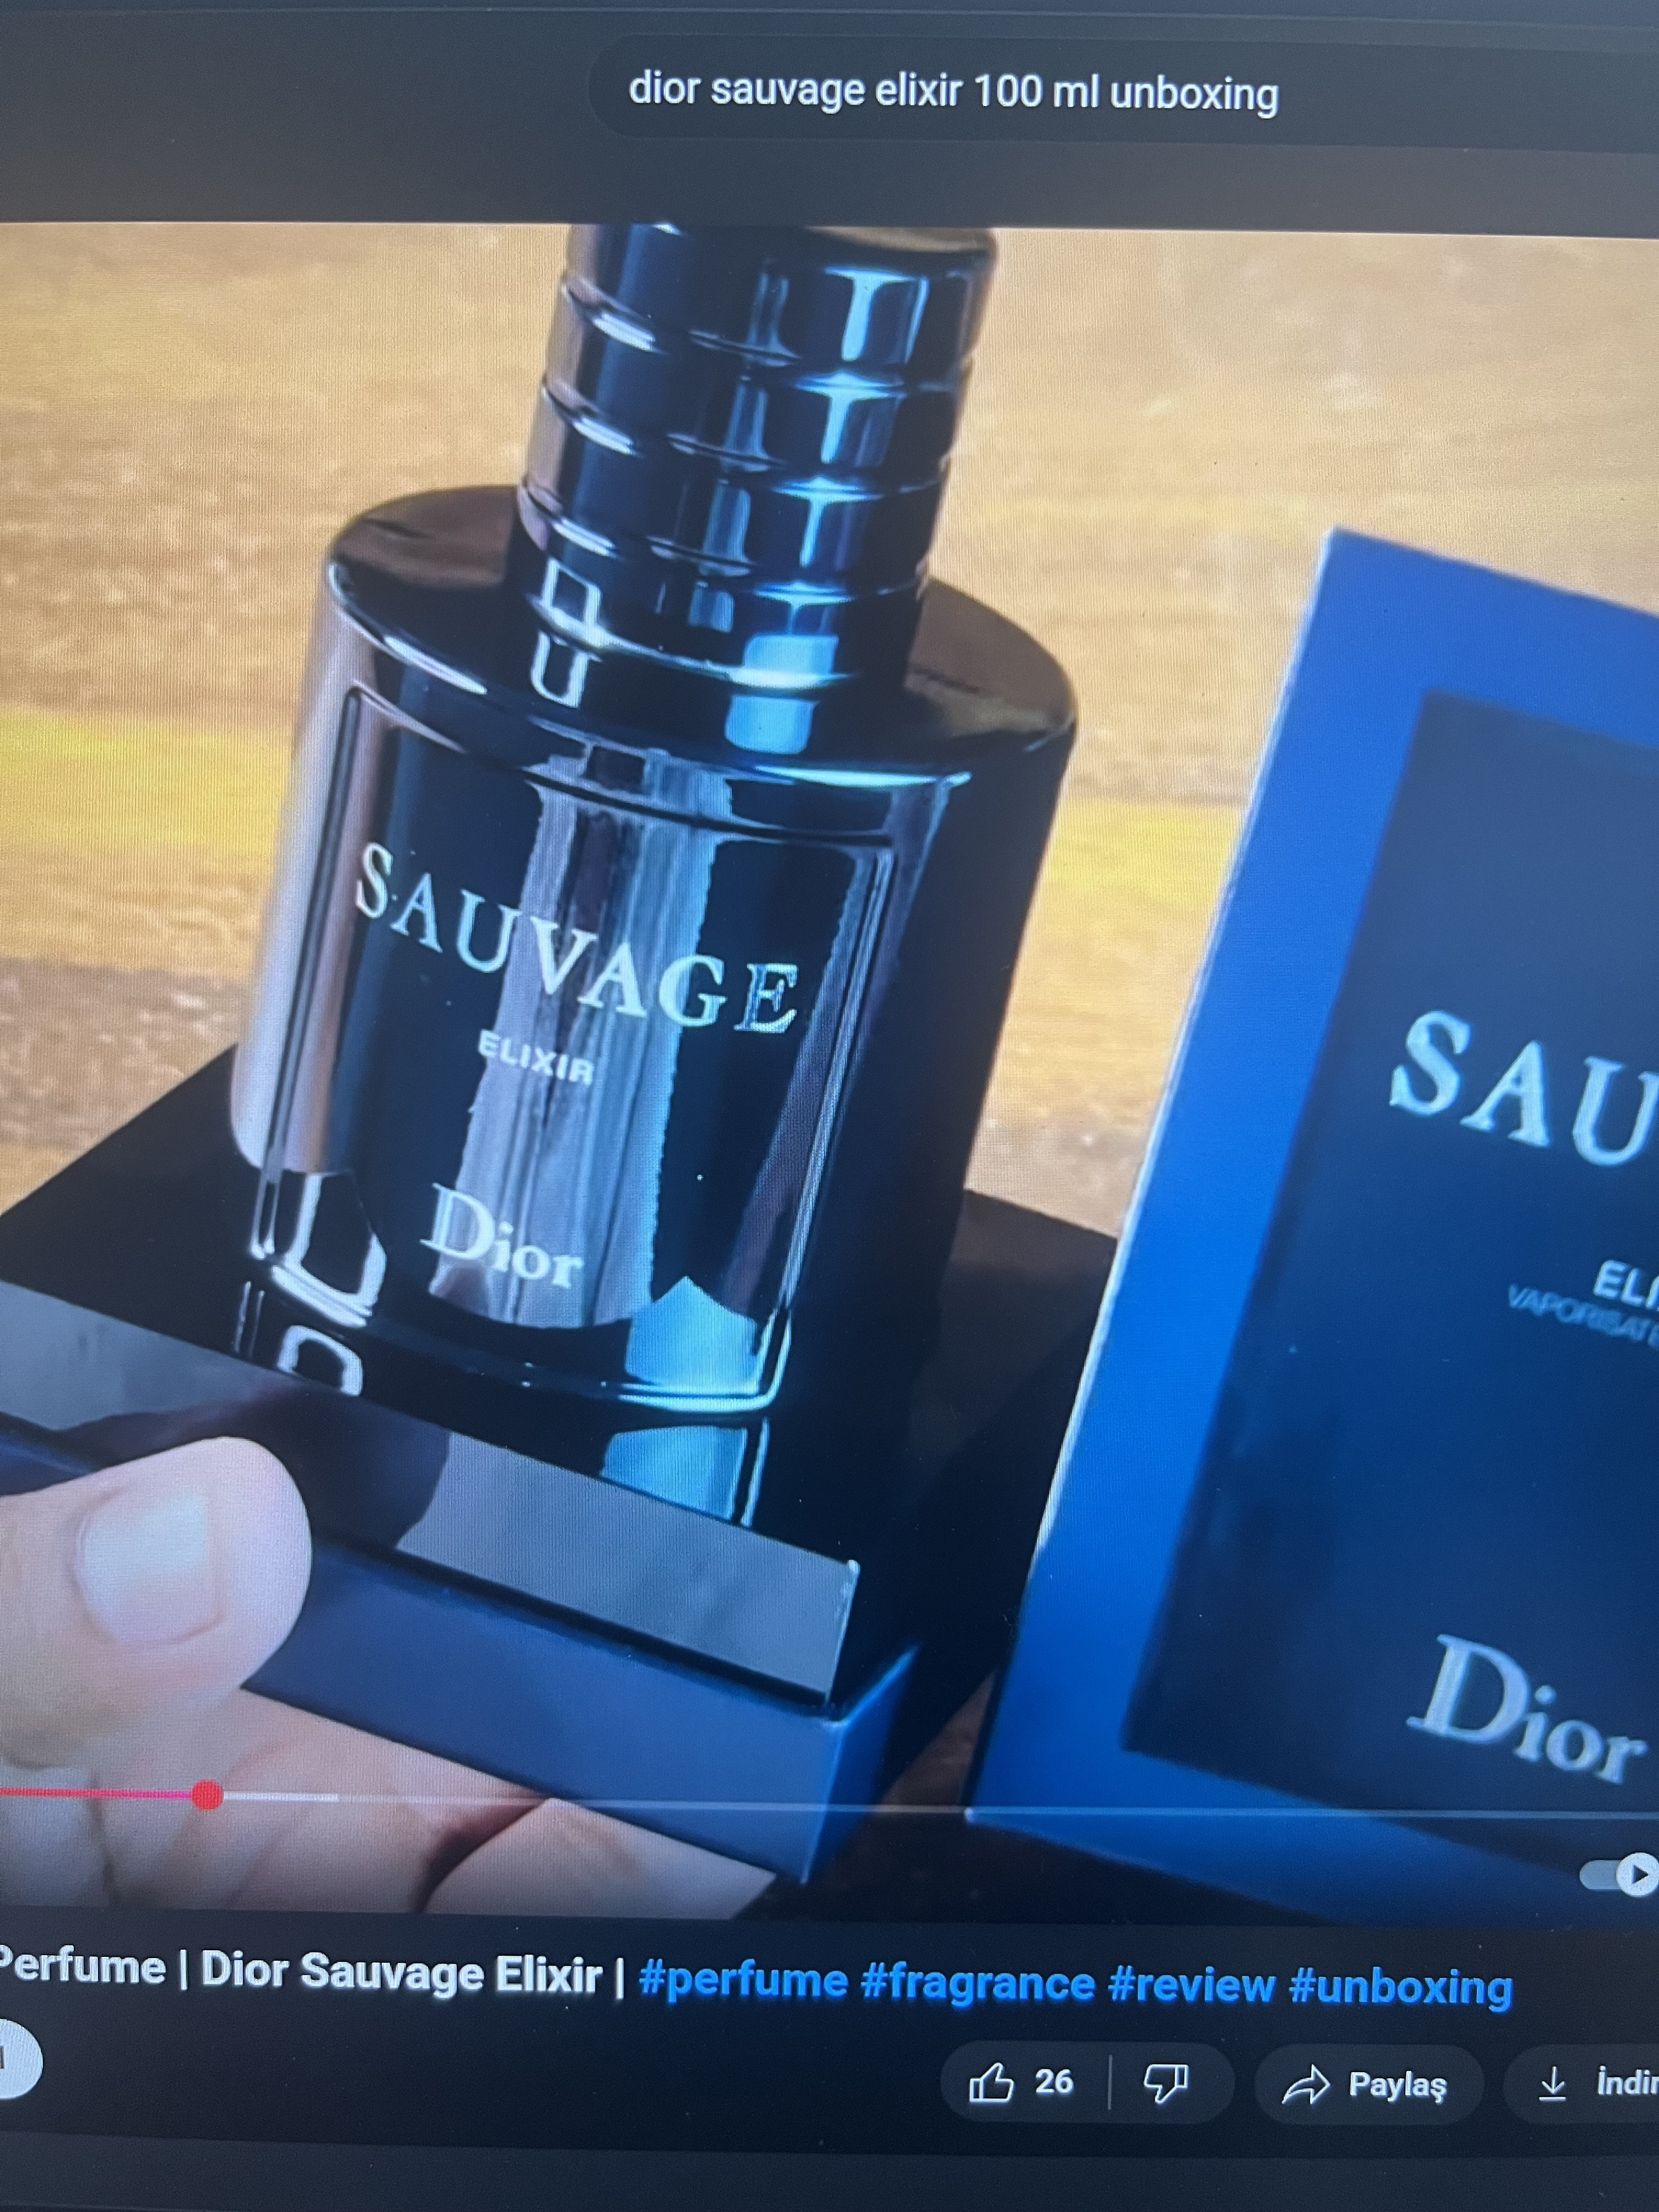 dior sauvage elixir 100 ml unboxing
SAUVAGE
ELIXIR
Dior
SAU
ELI
VAPORISAT
Dior
Perfume | Dior Sauvage Elixir | #perfume #fragrance #review #unboxing
26
Paylaş
İndir